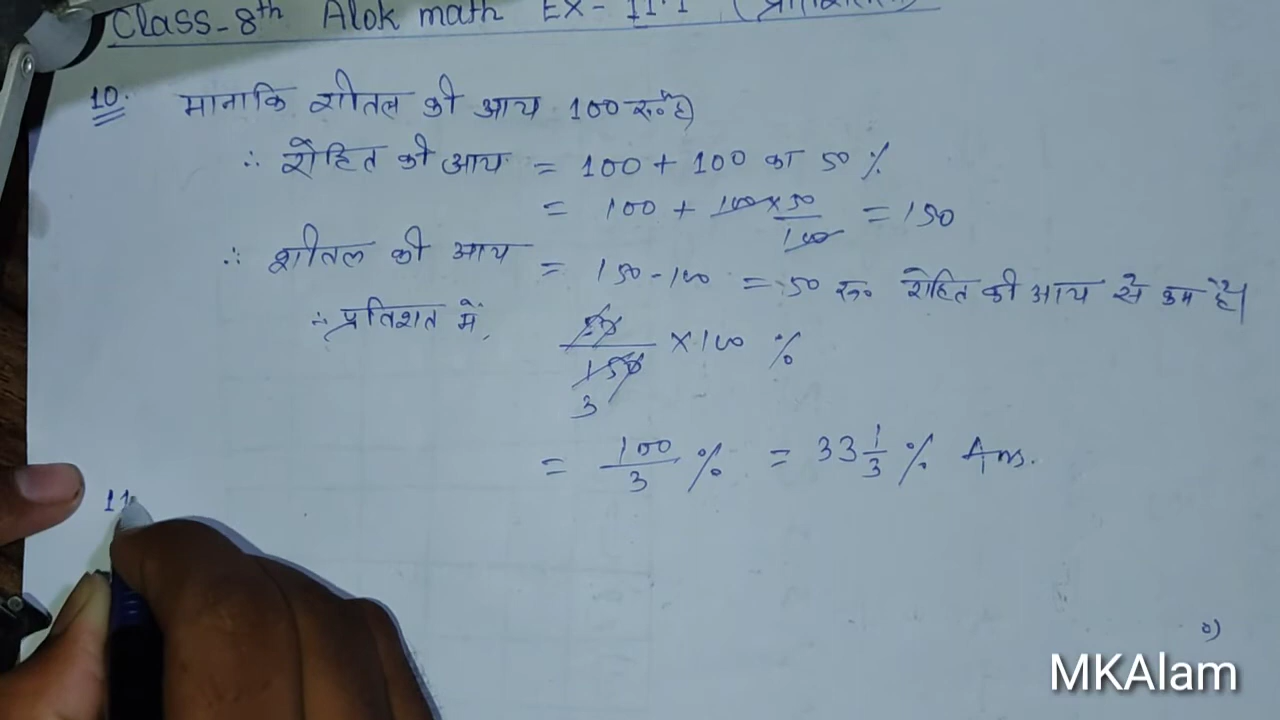 Class-8th Alok math Ex-11.1 (प्रतिशतता)
10. मानाकि शीतल की आय 100 रु० है)
∴ रोहित की आय = 100 + 100 का 50 %
= 100 + 100×50/100 = 150
∴ शीतल की आय = 150-100 = 50 रु० रोहित की आय से कम है।
∴ प्रतिशत में, 50/150 × 100 %
3
= 100/3 % = 33 1/3 % Ans.
11
MKAlam